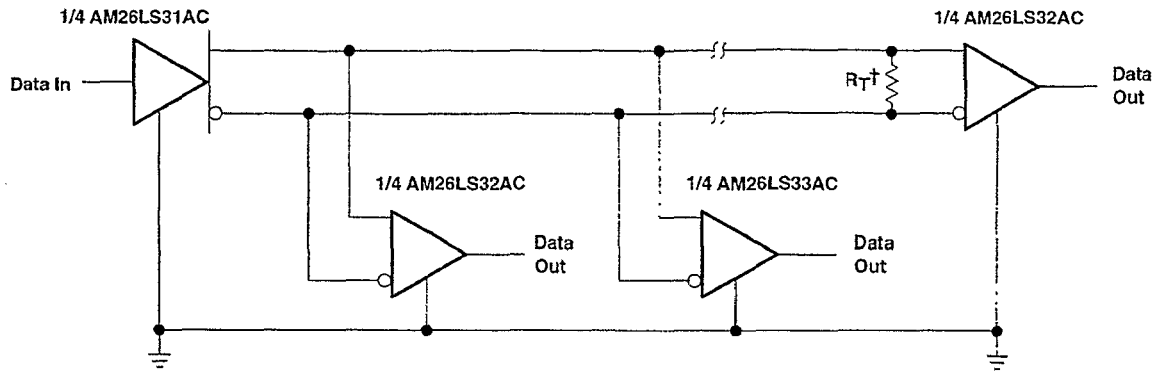 1/4 AM26LS31AC
1/4 AM26LS32AC
Data In
RT†
Data
Out
1/4 AM26LS32AC
1/4 AM26LS33AC
Data
Out
Data
Out